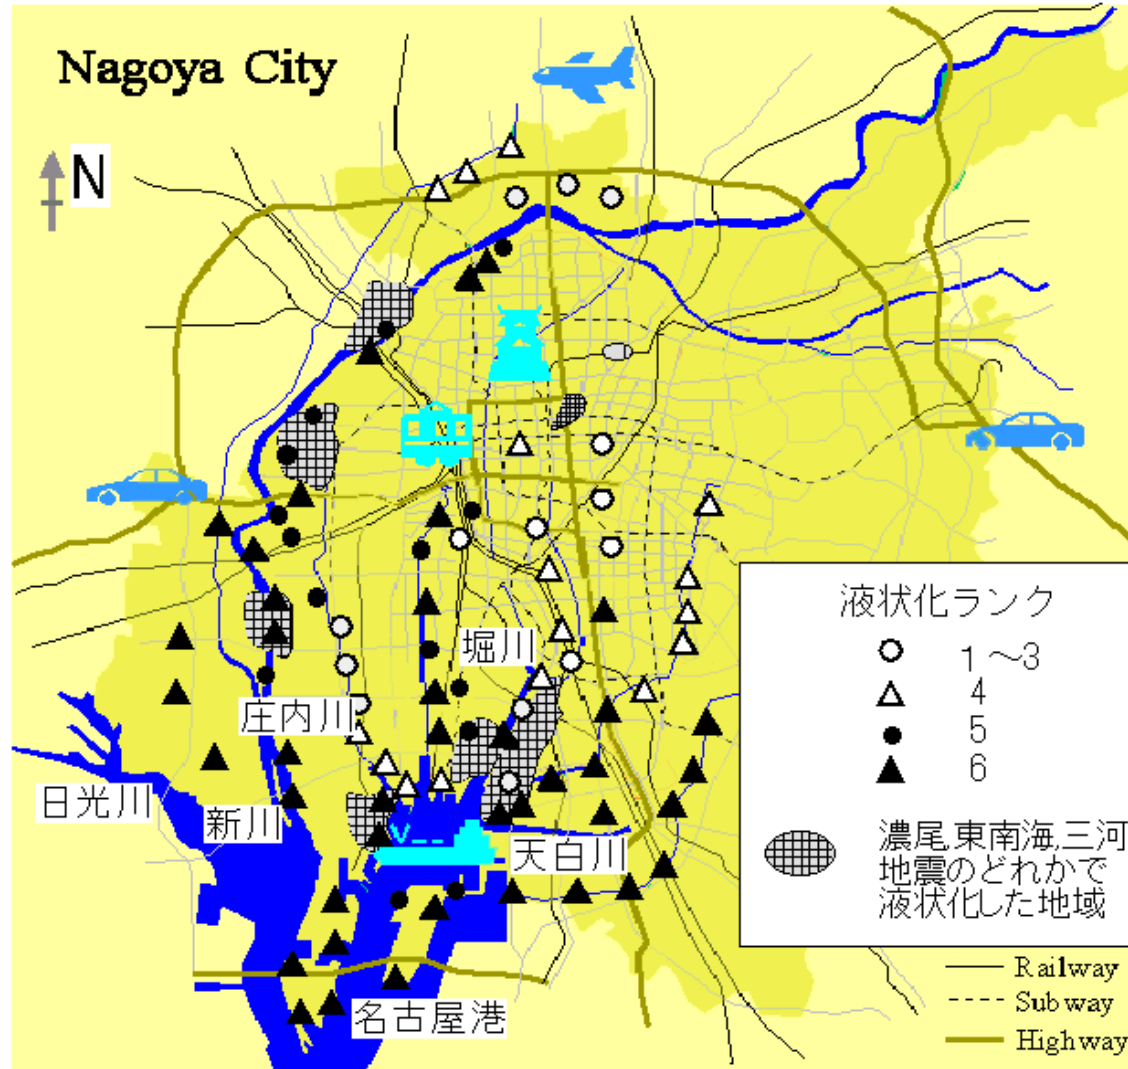 Nagoya City
N
液状化ランク
1～3
4
5
6
濃尾,東南海,三河
地震のどれかで
液状化した地域
堀川
庄内川
日光川
新川
天白川
名古屋港
Railway
Subway
Highway